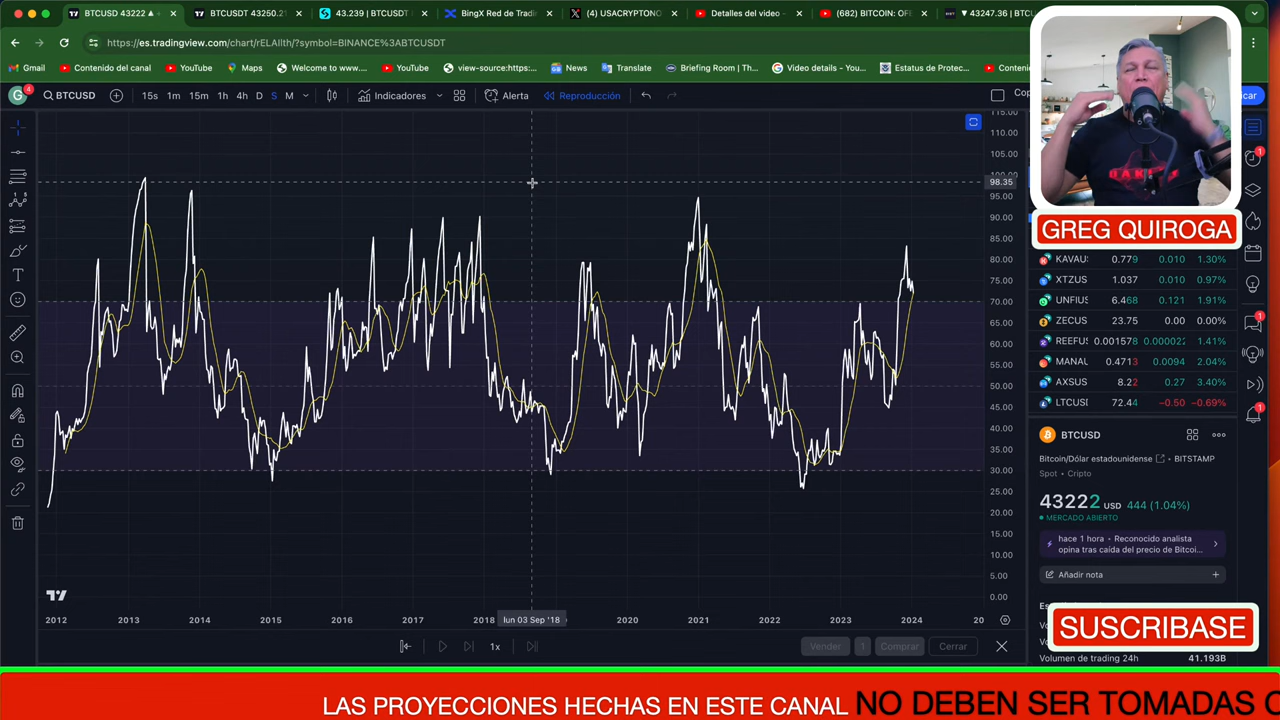 BTCUSD 43222 ▲
BTCUSDT 43250.21
43.239 | BTCUSDT
BingX Red de Trading
(4) USACRYPTONO
Detalles del video -
(682) BITCOIN: OF
▼ 43247.36 | BTC
https://es.tradingview.com/chart/rELAIlth/?symbol=BINANCE%3ABTCUSDT
Gmail
Contenido del canal
YouTube
Maps
Welcome to www....
YouTube
view-source:https:...
News
Translate
Briefing Room | Th...
Video details - You...
Estatus de Protec...
G
4
BTCUSD
15s 1m 15m 1h 4h D S M
Indicadores
Alerta
Reproducción
115.00
110.00
105.00
100.00
98.35
95.00
90.00
85.00
80.00
75.00
70.00
65.00
60.00
55.00
50.00
45.00
40.00
35.00
30.00
25.00
20.00
15.00
10.00
5.00
0.00
2012 2013 2014 2015 2016 2017 2018 lun 03 Sep '18 2020 2021 2022 2023 2024 20
1x
Vender 1 Comprar Cerrar
GREG QUIROGA
KAVAUS 0.779 0.010 1.30%
XTZUS 1.037 0.010 0.97%
UNFIUS 6.468 0.121 1.91%
ZECUS 23.75 0.00 0.00%
REEFUS 0.001578 0.000022 1.41%
MANAU 0.4713 0.0094 2.04%
AXSUS 8.22 0.27 3.40%
LTCUS 72.44 −0.50 −0.69%
BTCUSD
Bitcoin/Dólar estadounidense • BITSTAMP
Spot • Cripto
43222 USD 444 (1.04%)
MERCADO ABIERTO
hace 1 hora • Reconocido analista
opina tras caída del precio de Bitcoi...
Añadir nota
SUSCRIBASE
Volumen de trading 24h 41.193B
LAS PROYECCIONES HECHAS EN ESTE CANAL NO DEBEN SER TOMADAS